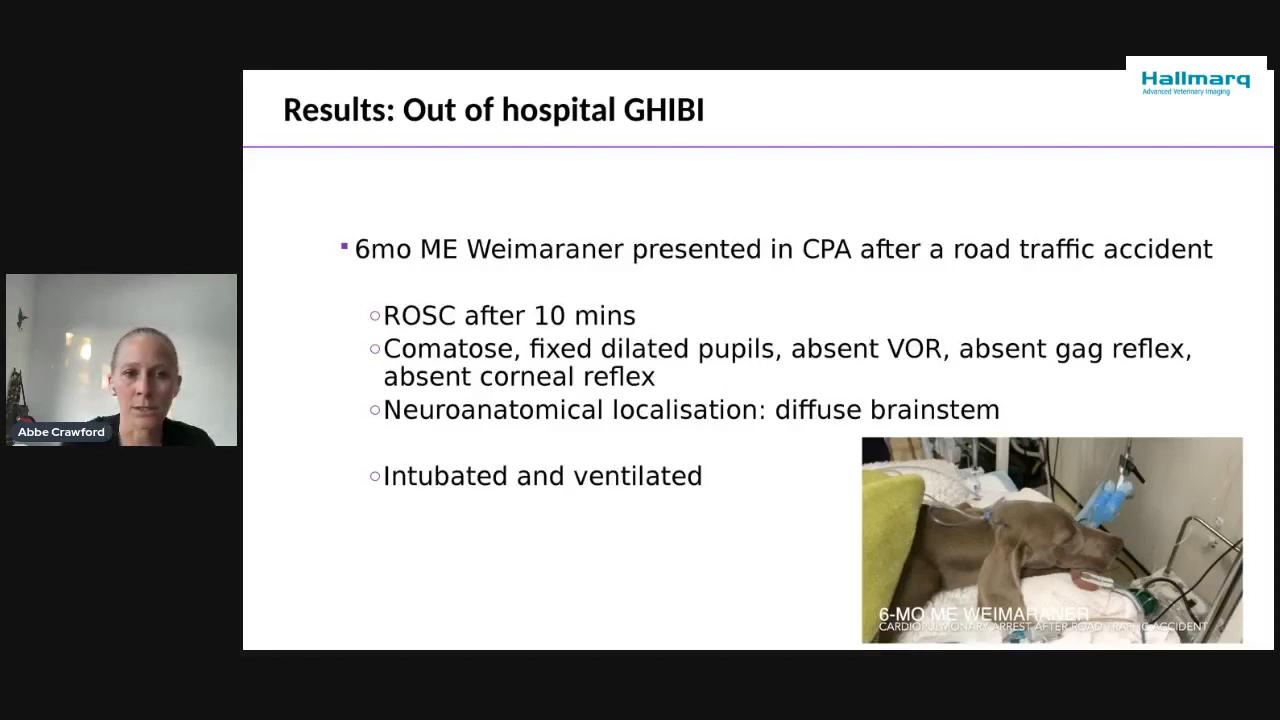 Hallmarq
Advanced Veterinary Imaging
Results: Out of hospital GHIBI
▪ 6mo ME Weimaraner presented in CPA after a road traffic accident
○ROSC after 10 mins
○Comatose, fixed dilated pupils, absent VOR, absent gag reflex,
absent corneal reflex
○Neuroanatomical localisation: diffuse brainstem
○Intubated and ventilated
6-MO ME WEIMARANER
CARDIOPULMONARY ARREST AFTER ROAD TRAFFIC ACCIDENT
Abbe Crawford